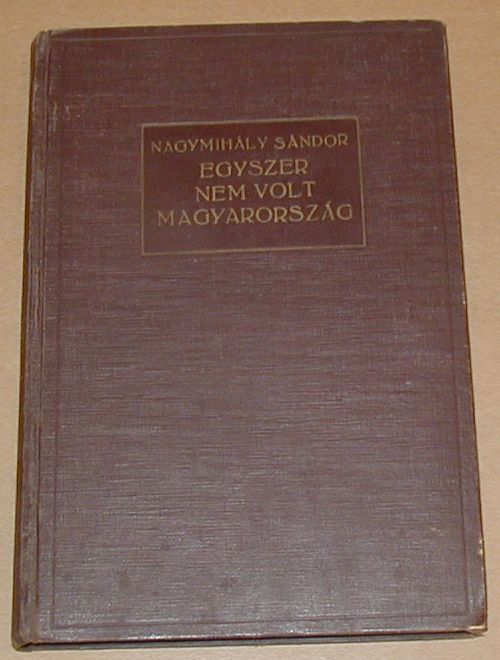 NAGYMIHÁLY SÁNDOR
EGYSZER
NEM VOLT
MAGYARORSZÁG